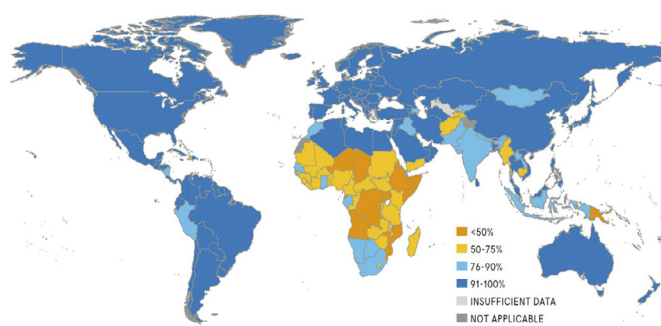 <50%
50-75%
76-90%
91-100%
INSUFFICIENT DATA
NOT APPLICABLE